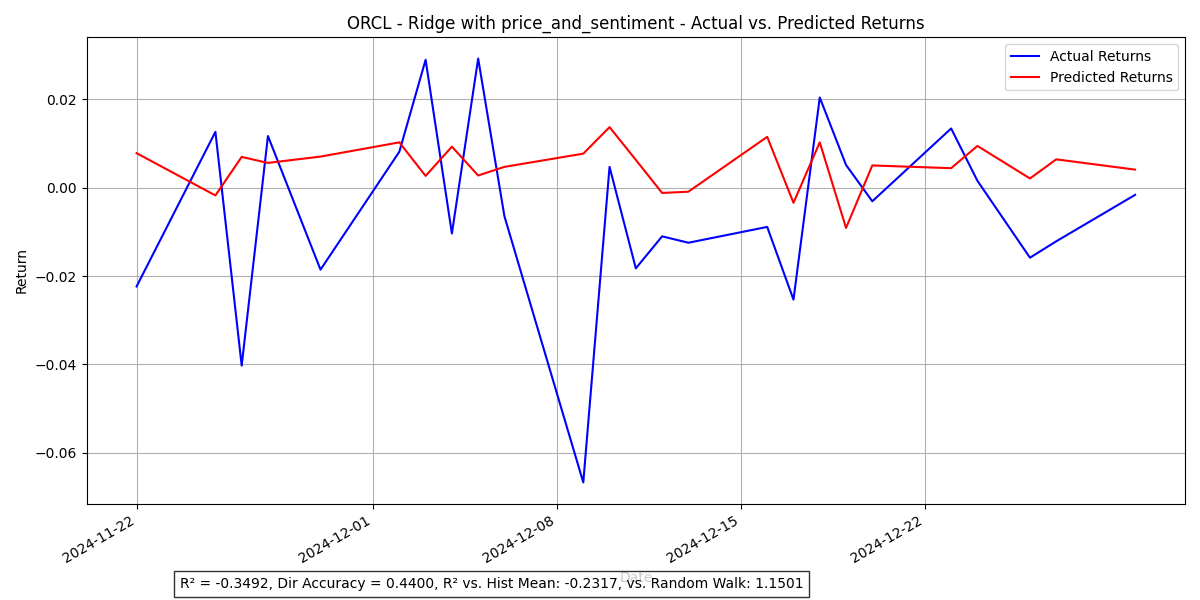 ORCL - Ridge with price_and_sentiment - Actual vs. Predicted Returns
Actual Returns
Predicted Returns
0.02
0.00
−0.02
−0.04
−0.06
Return
2024-11-22
2024-12-01
2024-12-08
2024-12-15
2024-12-22
Date
R² = -0.3492, Dir Accuracy = 0.4400, R² vs. Hist Mean: -0.2317, vs. Random Walk: 1.1501